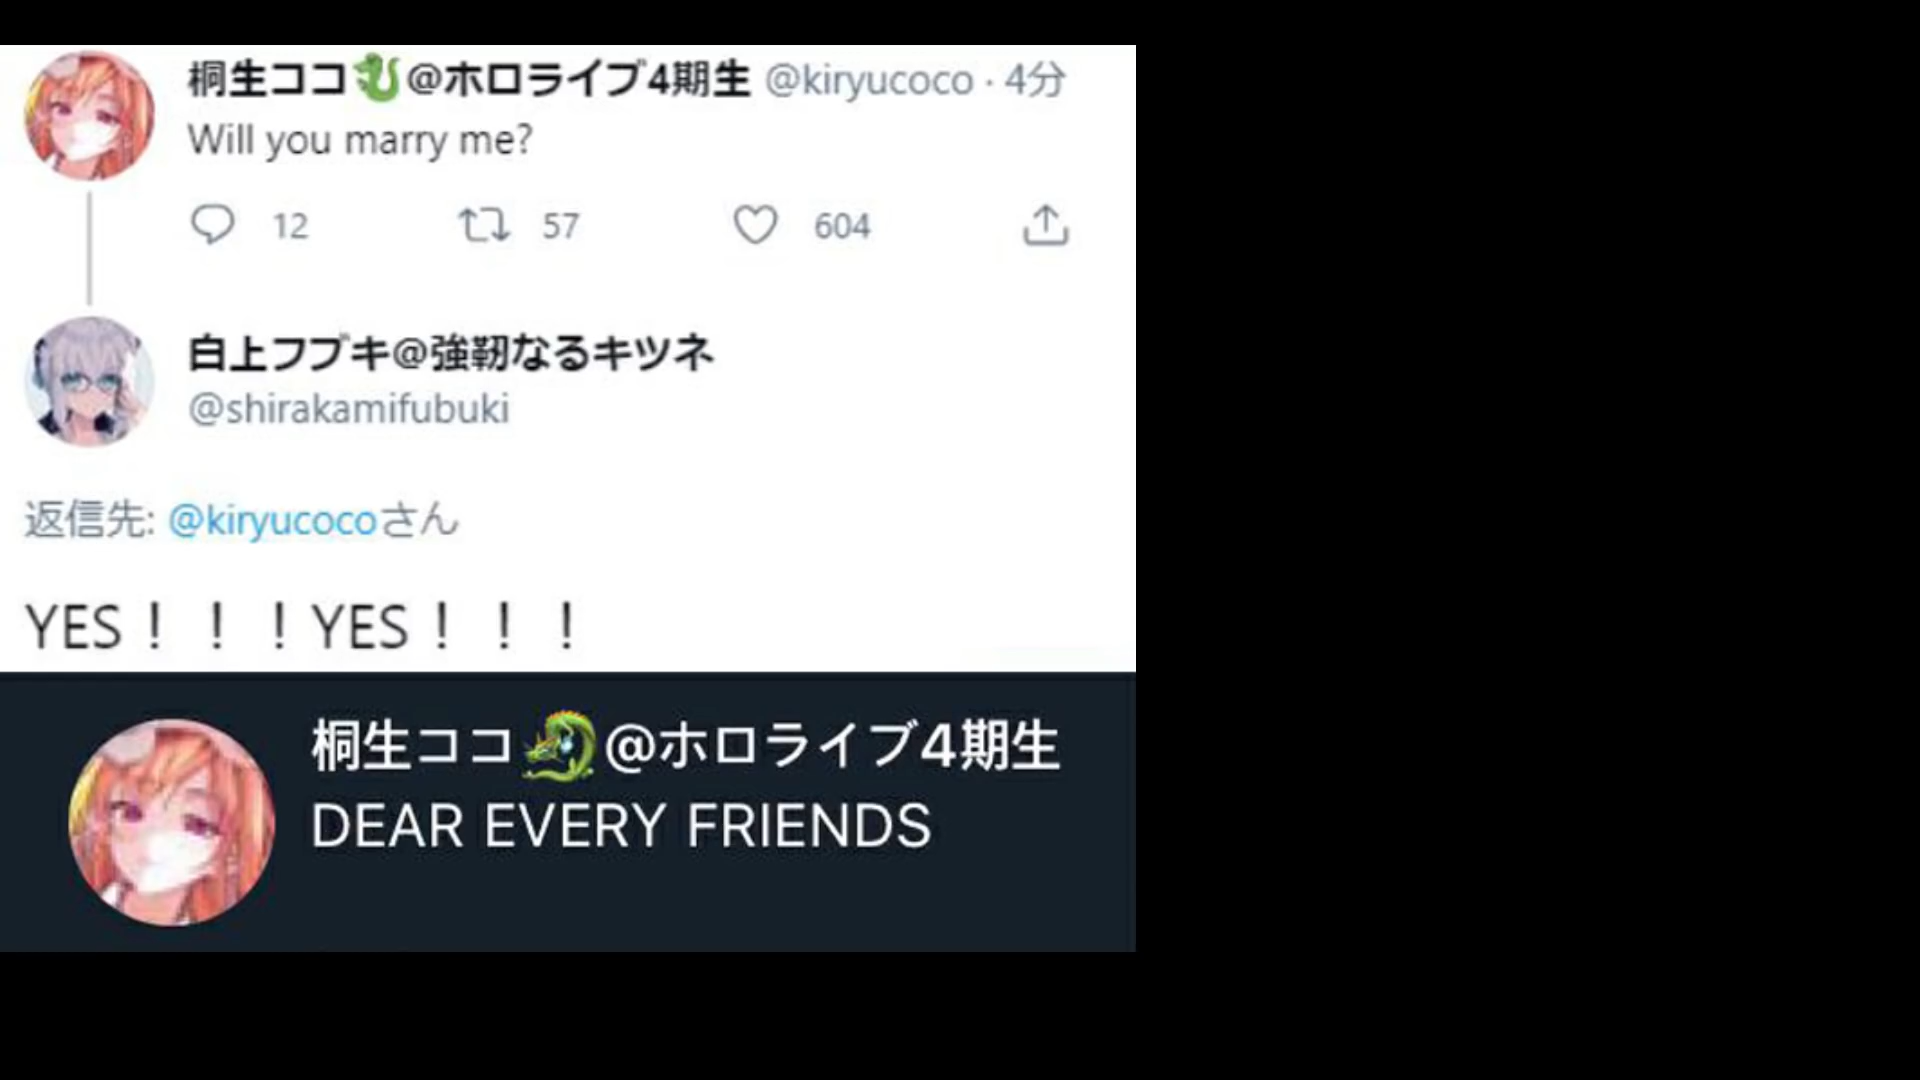 桐生ココ🐉@ホロライブ4期生 @kiryucoco · 4分
Will you marry me?
12 57 604
白上フブキ@強靭なるキツネ
@shirakamifubuki
返信先: @kiryucocoさん
YES！！！YES！！！
桐生ココ🐉@ホロライブ4期生
DEAR EVERY FRIENDS